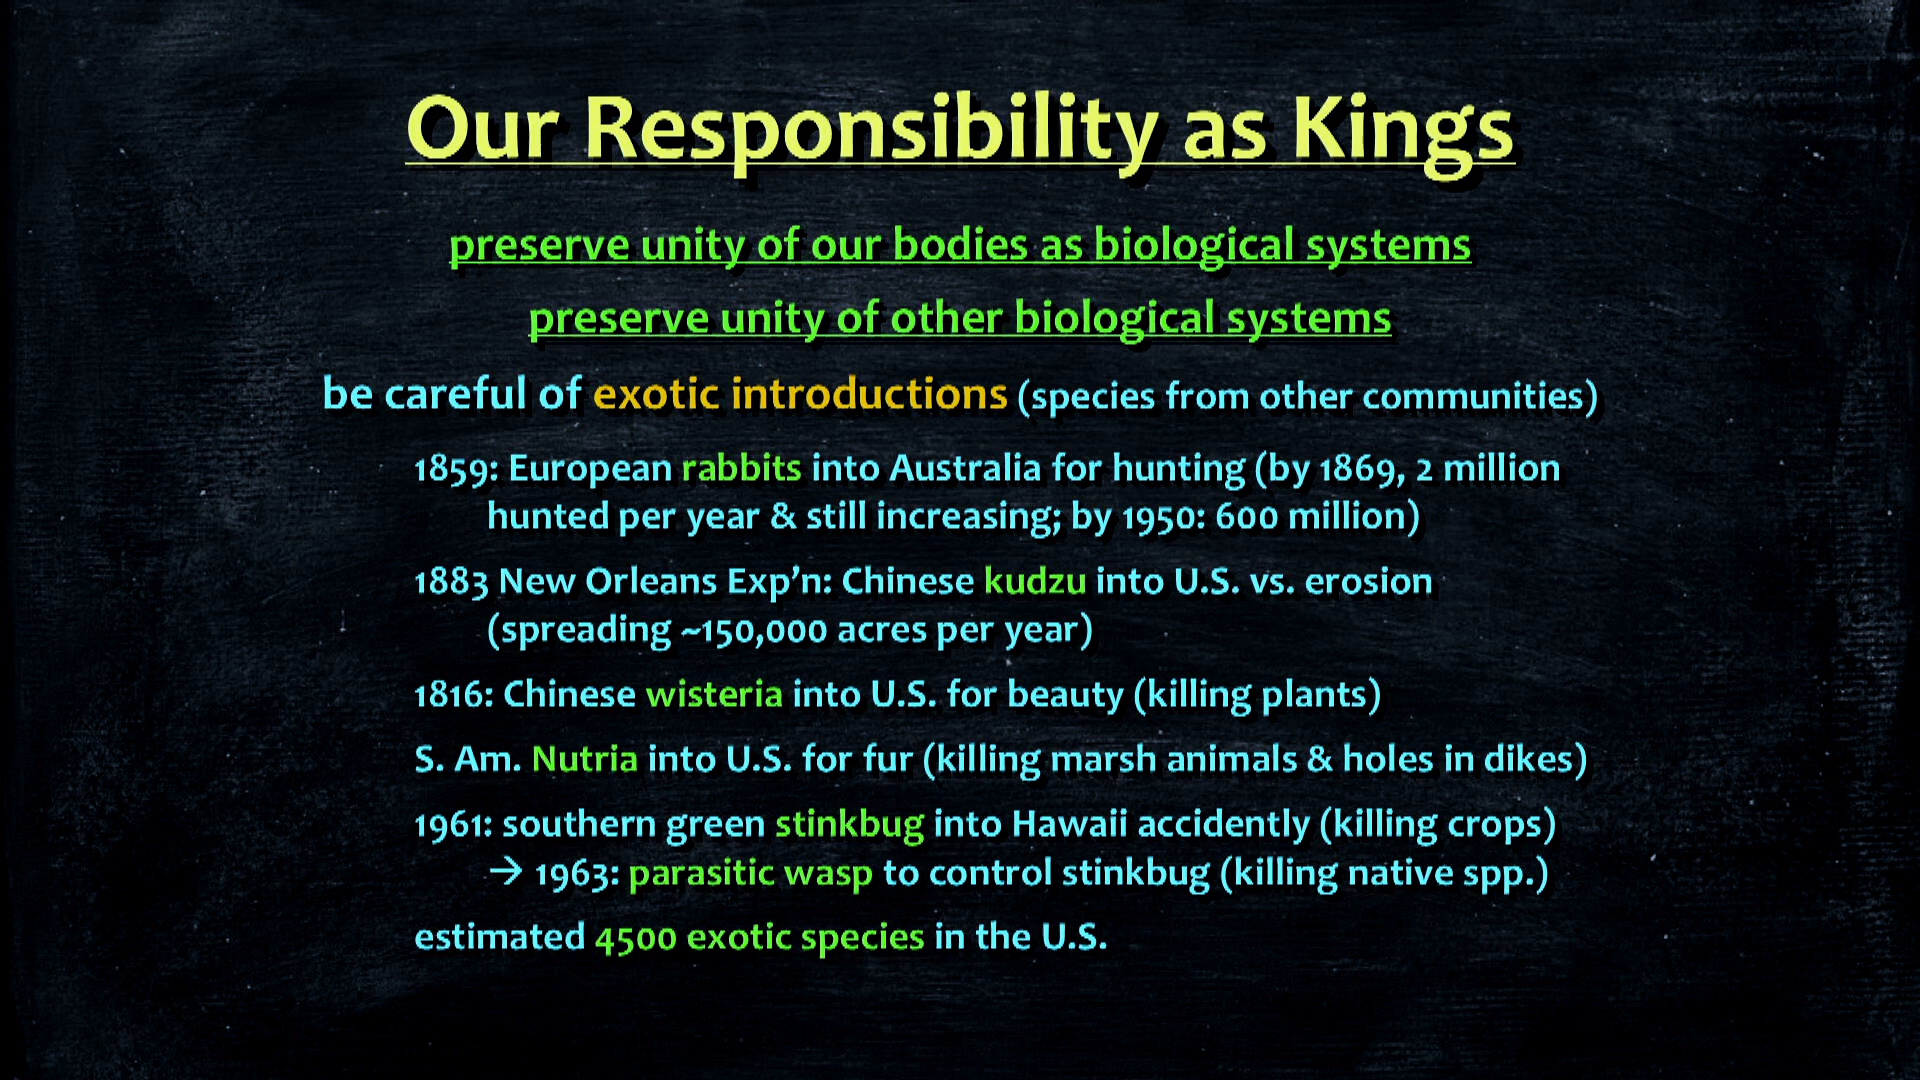 Our Responsibility as Kings
preserve unity of our bodies as biological systems
preserve unity of other biological systems
be careful of exotic introductions (species from other communities)
1859: European rabbits into Australia for hunting (by 1869, 2 million
hunted per year & still increasing; by 1950: 600 million)
1883 New Orleans Exp’n: Chinese kudzu into U.S. vs. erosion
(spreading ~150,000 acres per year)
1816: Chinese wisteria into U.S. for beauty (killing plants)
S. Am. Nutria into U.S. for fur (killing marsh animals & holes in dikes)
1961: southern green stinkbug into Hawaii accidently (killing crops)
→ 1963: parasitic wasp to control stinkbug (killing native spp.)
estimated 4500 exotic species in the U.S.